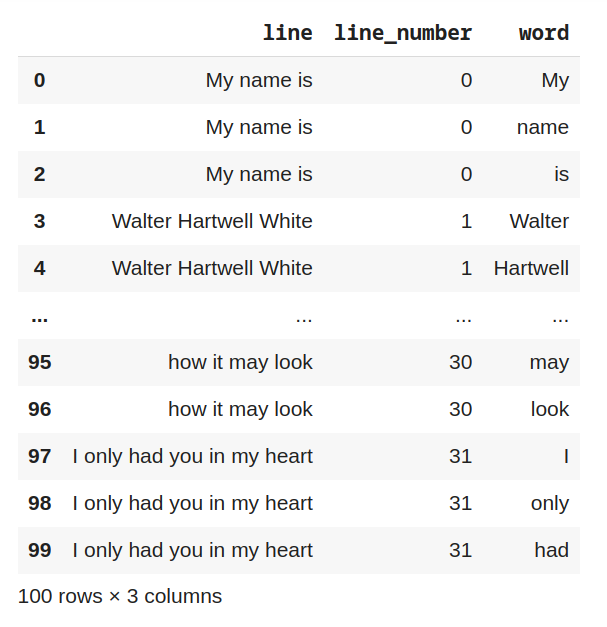 line line_number word
0 My name is 0 My
1 My name is 0 name
2 My name is 0 is
3 Walter Hartwell White 1 Walter
4 Walter Hartwell White 1 Hartwell
... ... ... ...
95 how it may look 30 may
96 how it may look 30 look
97 I only had you in my heart 31 I
98 I only had you in my heart 31 only
99 I only had you in my heart 31 had
100 rows × 3 columns